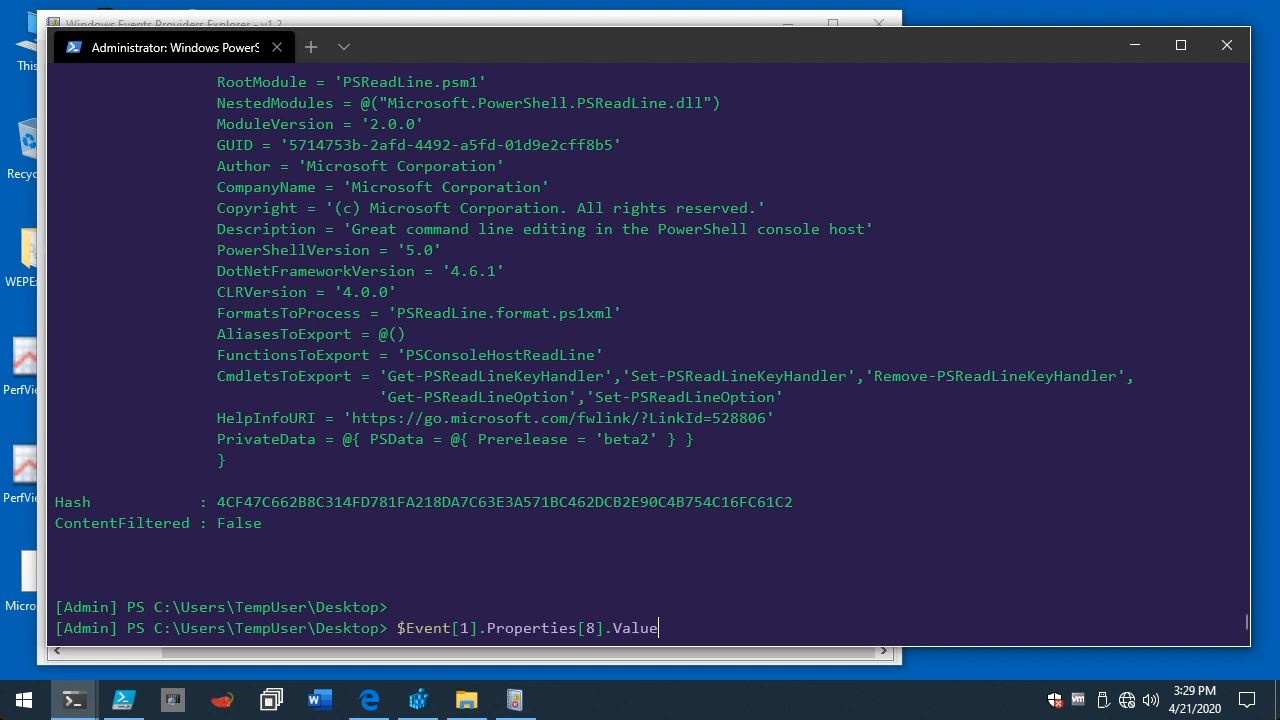 Windows Events Providers Explorer - v1.2
Administrator: Windows PowerS
RootModule = 'PSReadLine.psm1'
NestedModules = @("Microsoft.PowerShell.PSReadLine.dll")
ModuleVersion = '2.0.0'
GUID = '5714753b-2afd-4492-a5fd-01d9e2cff8b5'
Author = 'Microsoft Corporation'
CompanyName = 'Microsoft Corporation'
Copyright = '(c) Microsoft Corporation. All rights reserved.'
Description = 'Great command line editing in the PowerShell console host'
PowerShellVersion = '5.0'
DotNetFrameworkVersion = '4.6.1'
CLRVersion = '4.0.0'
FormatsToProcess = 'PSReadLine.format.ps1xml'
AliasesToExport = @()
FunctionsToExport = 'PSConsoleHostReadLine'
CmdletsToExport = 'Get-PSReadLineKeyHandler','Set-PSReadLineKeyHandler','Remove-PSReadLineKeyHandler',
'Get-PSReadLineOption','Set-PSReadLineOption'
HelpInfoURI = 'https://go.microsoft.com/fwlink/?LinkId=528806'
PrivateData = @{ PSData = @{ Prerelease = 'beta2' } }
}
Hash : 4CF47C662B8C314FD781FA218DA7C63E3A571BC462DCB2E90C4B754C16FC61C2
ContentFiltered : False
[Admin] PS C:\Users\TempUser\Desktop>
[Admin] PS C:\Users\TempUser\Desktop> $Event[1].Properties[8].Value
This
Recyc
WEPEx
PerfVie
PerfVie
Micros
3:29 PM
4/21/2020